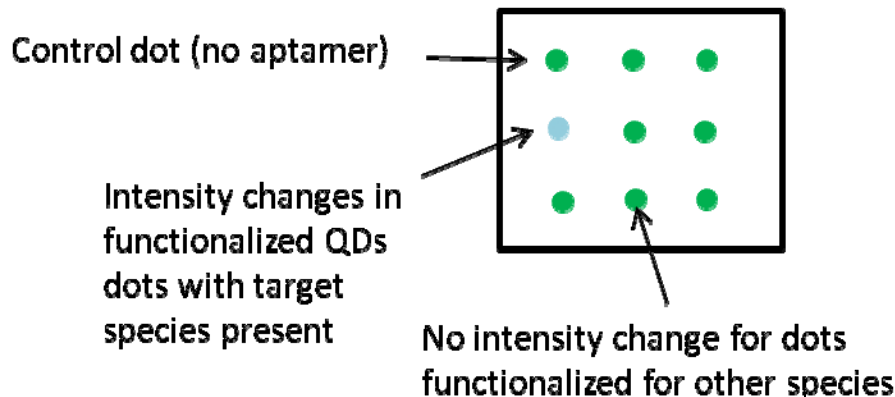 Control dot (no aptamer)
Intensity changes in
functionalized QDs
dots with target
species present
No intensity change for dots
functionalized for other species